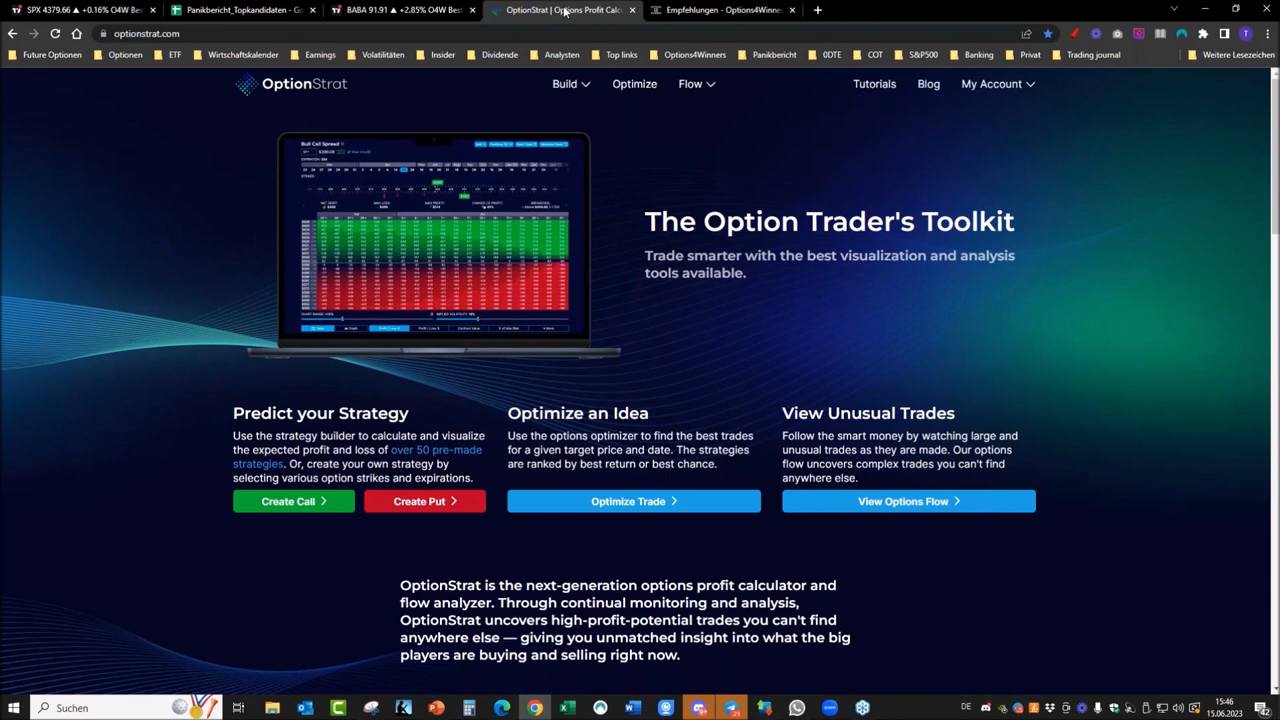 SPX 4379.66 ▲ +0.16% O4W Bes
Panikbericht_Topkandidaten - Go
BABA 91.91 ▲ +2.85% O4W Best
OptionStrat | Options Profit Calcu
Empfehlungen - Options4Winner
optionstrat.com
Future Optionen
ETF
Wirtschaftskalender
Earnings
Volatilitäten
Insider
Dividende
Analysten
Top links
Options4Winners
Panikbericht
0DTE
COT
S&P500
Banking
Privat
Trading journal
Weitere Lesezeichen
OptionStrat
Build
Optimize
Flow
Tutorials
Blog
My Account
Bull Call Spread
The Option Trader's Toolkit
Trade smarter with the best visualization and analysis
tools available.
Predict your Strategy
Use the strategy builder to calculate and visualize
the expected profit and loss of over 50 pre-made
strategies. Or, create your own strategy by
selecting various option strikes and expirations.
Create Call
Create Put
Optimize an Idea
Use the options optimizer to find the best trades
for a given target price and date. The strategies
are ranked by best return or best chance.
Optimize Trade
View Unusual Trades
Follow the smart money by watching large and
unusual trades as they are made. Our options
flow uncovers complex trades you can't find
anywhere else.
View Options Flow
OptionStrat is the next-generation options profit calculator and
flow analyzer. Through continual monitoring and analysis,
OptionStrat uncovers high-profit-potential trades you can't find
anywhere else — giving you unmatched insight into what the big
players are buying and selling right now.
Suchen
DE
15:46
15.06.2023